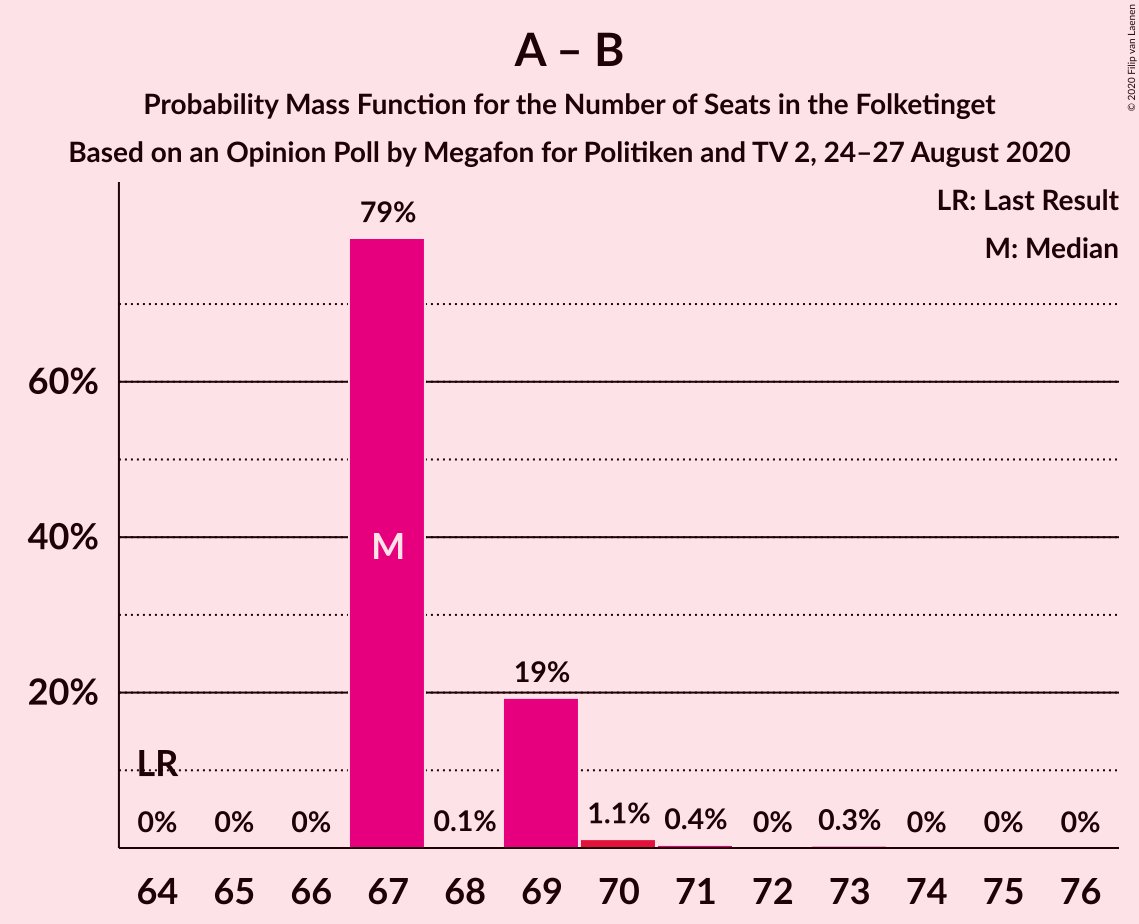 A – B
Probability Mass Function for the Number of Seats in the Folketinget
Based on an Opinion Poll by Megafon for Politiken and TV 2, 24–27 August 2020
© 2020 Filip van Laenen
LR: Last Result
M: Median
79%
60%
40%
M
19%
20%
LR
0% 0% 0% 0.1% 1.1% 0.4% 0% 0.3% 0% 0% 0%
64 65 66 67 68 69 70 71 72 73 74 75 76